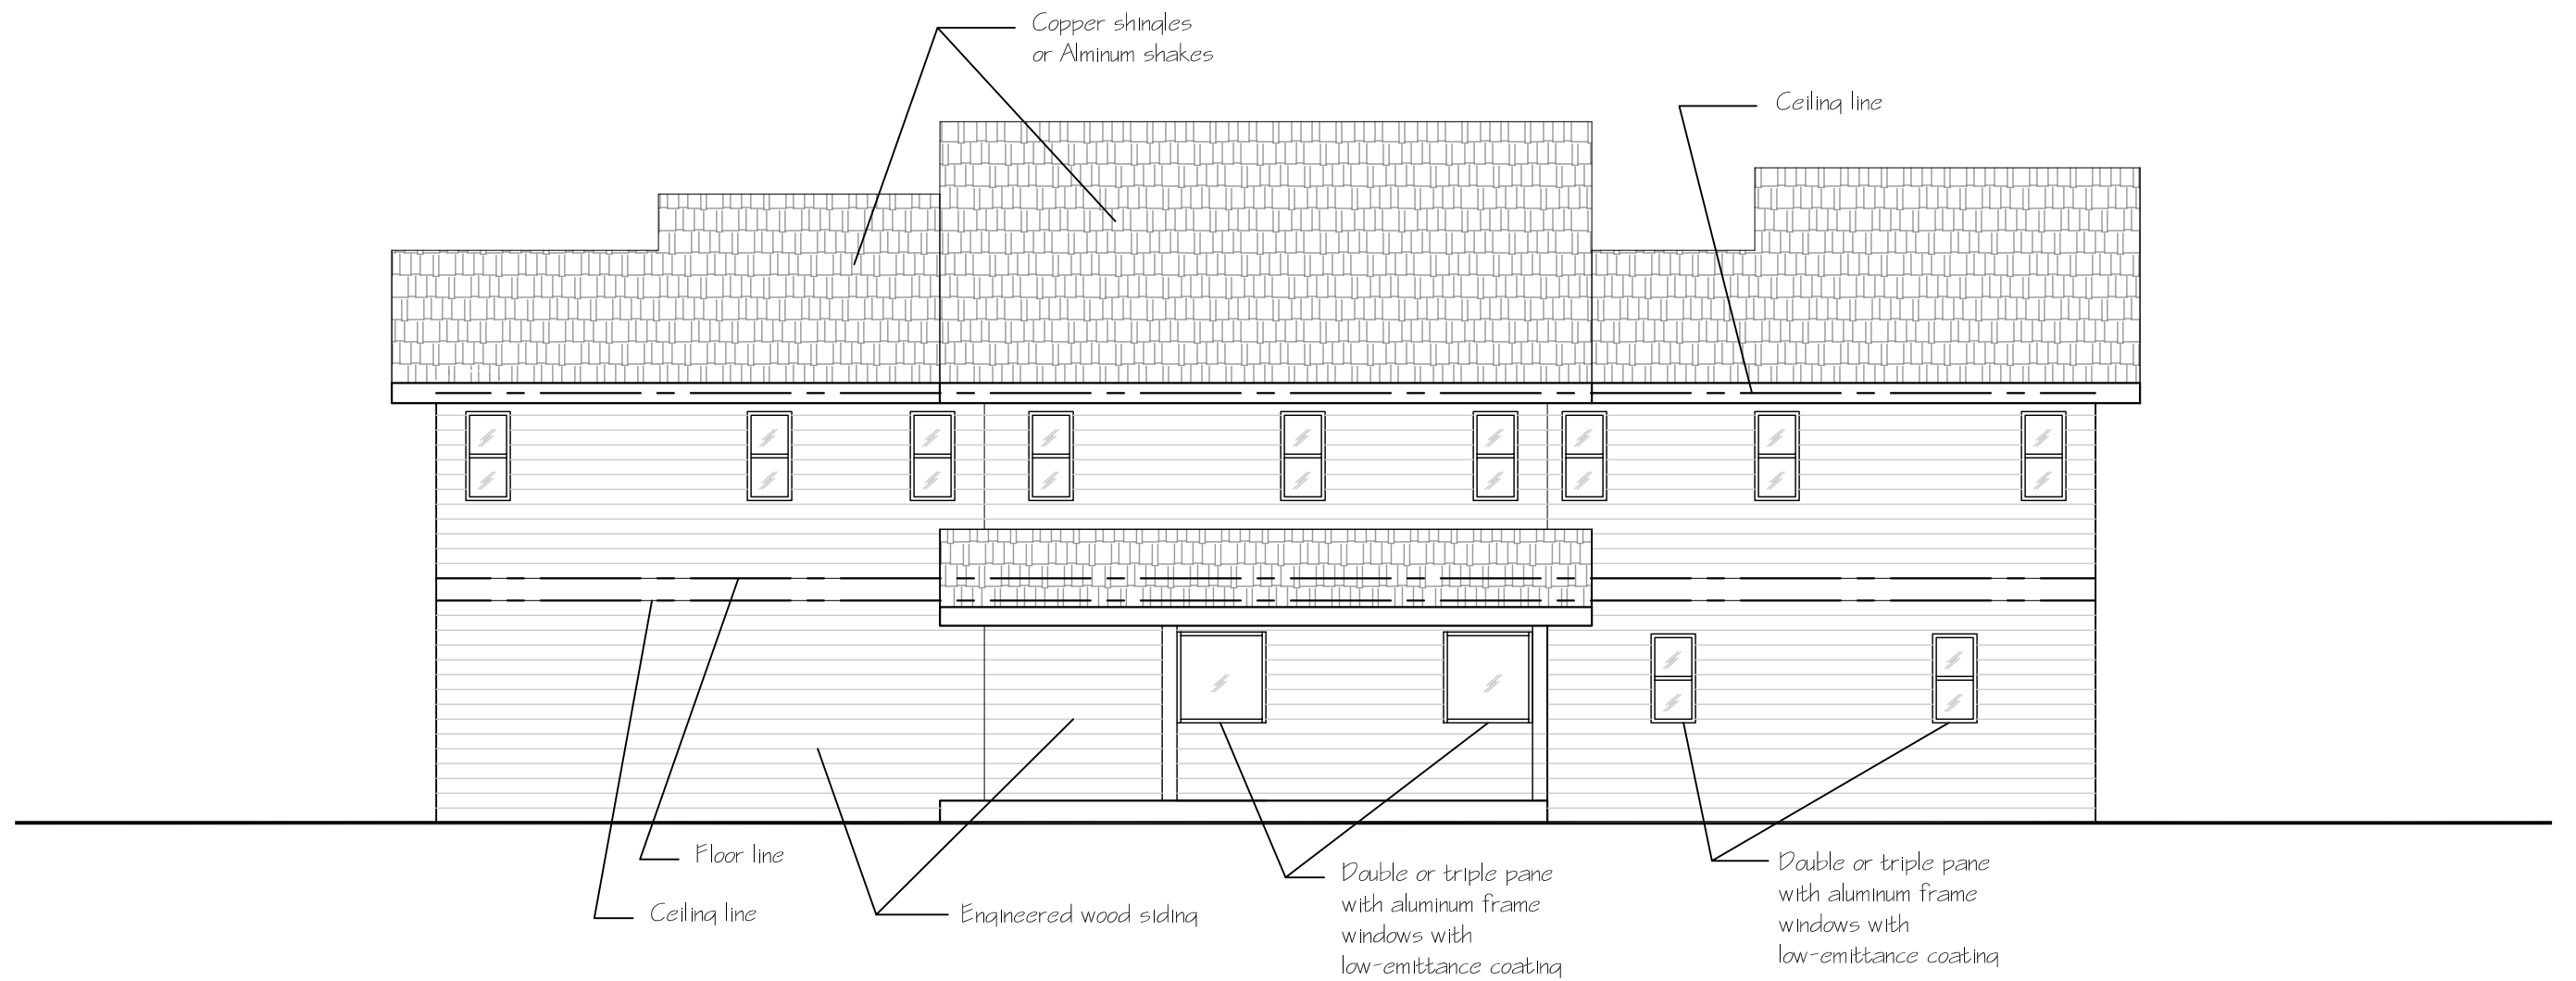 Copper shingles
or Alminum shakes
Ceiling line
Floor line
Ceiling line
Engineered wood siding
Double or triple pane
with aluminum frame
windows with
low-emittance coating
Double or triple pane
with aluminum frame
windows with
low-emittance coating